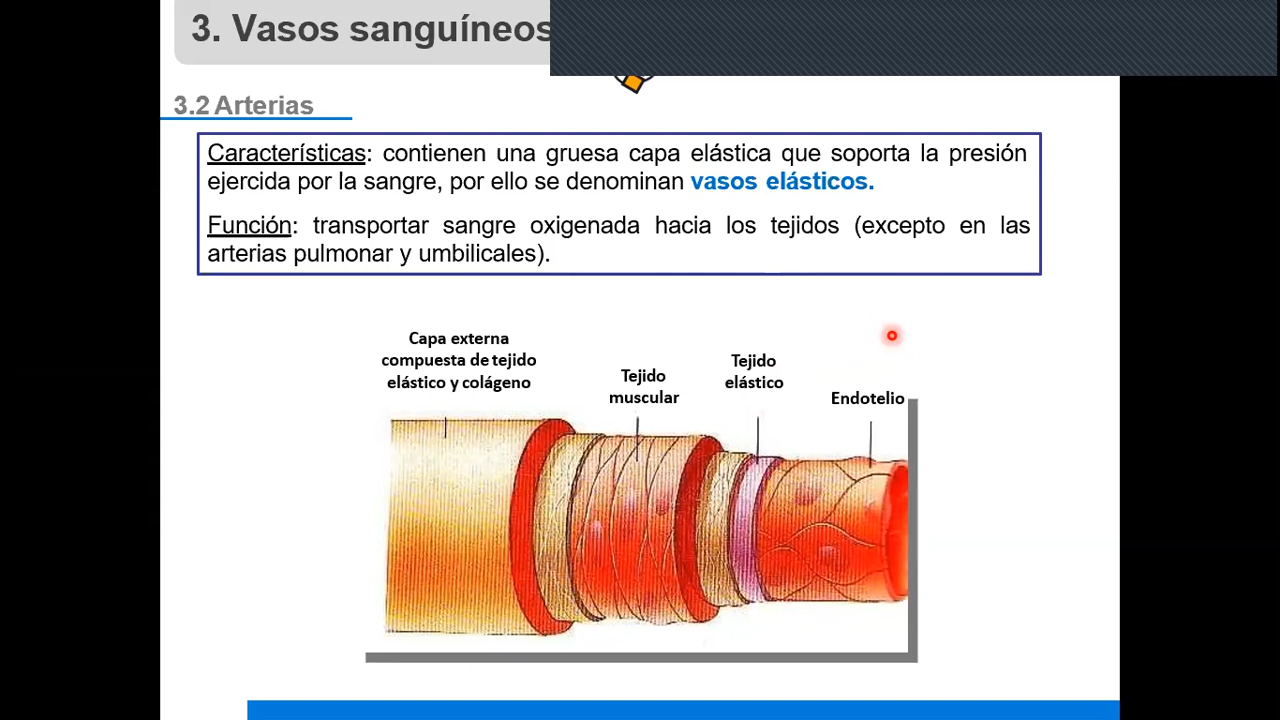 3. Vasos sanguíneos
3.2 Arterias
Características: contienen una gruesa capa elástica que soporta la presión
ejercida por la sangre, por ello se denominan vasos elásticos.
Función: transportar sangre oxigenada hacia los tejidos (excepto en las
arterias pulmonar y umbilicales).
Capa externa
compuesta de tejido
elástico y colágeno
Tejido
muscular
Tejido
elástico
Endotelio